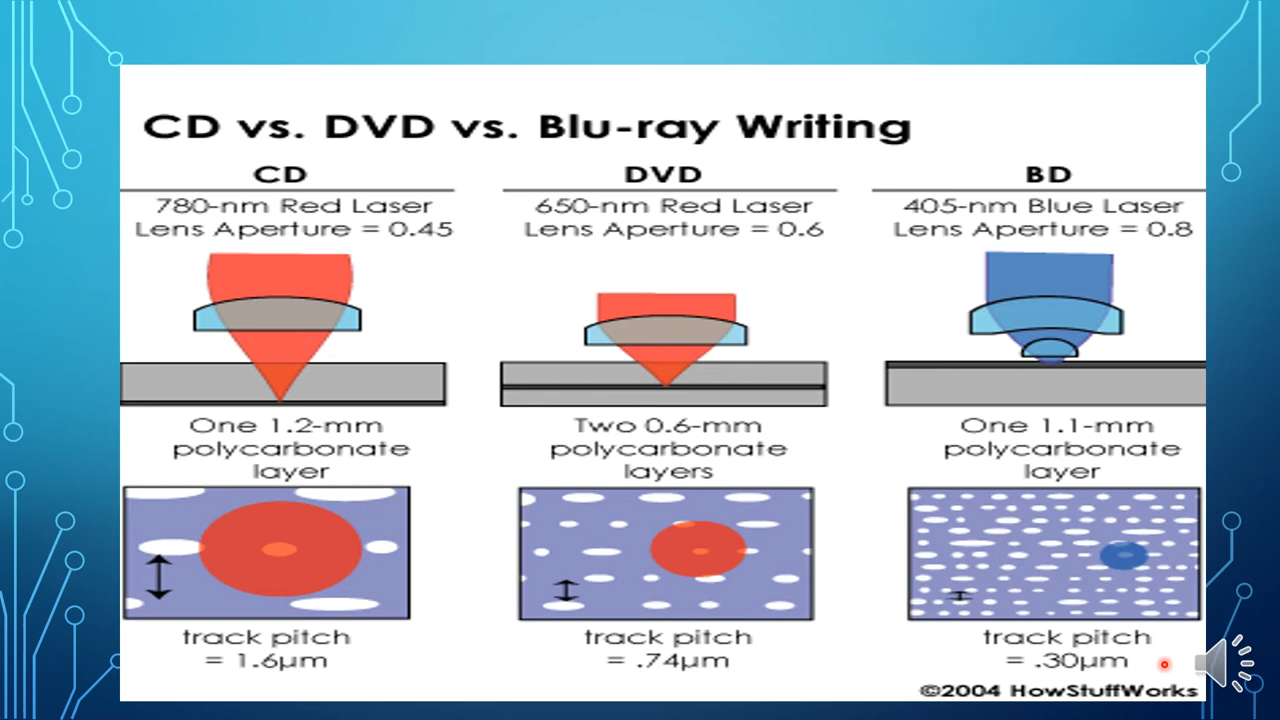 CD vs. DVD vs. Blu-ray Writing
CD
780-nm Red Laser
Lens Aperture = 0.45
One 1.2-mm
polycarbonate
layer
track pitch
= 1.6µm
DVD
650-nm Red Laser
Lens Aperture = 0.6
Two 0.6-mm
polycarbonate
layers
track pitch
= .74µm
BD
405-nm Blue Laser
Lens Aperture = 0.8
One 1.1-mm
polycarbonate
layer
track pitch
= .30µm
©2004 HowStuffWorks